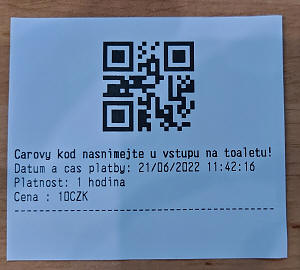 Carovy kod nasnimejte u vstupu na toaletu!
Datum a cas platby: 21/06/2022 11:42:16
Platnost: 1 hodina
Cena : 10CZK